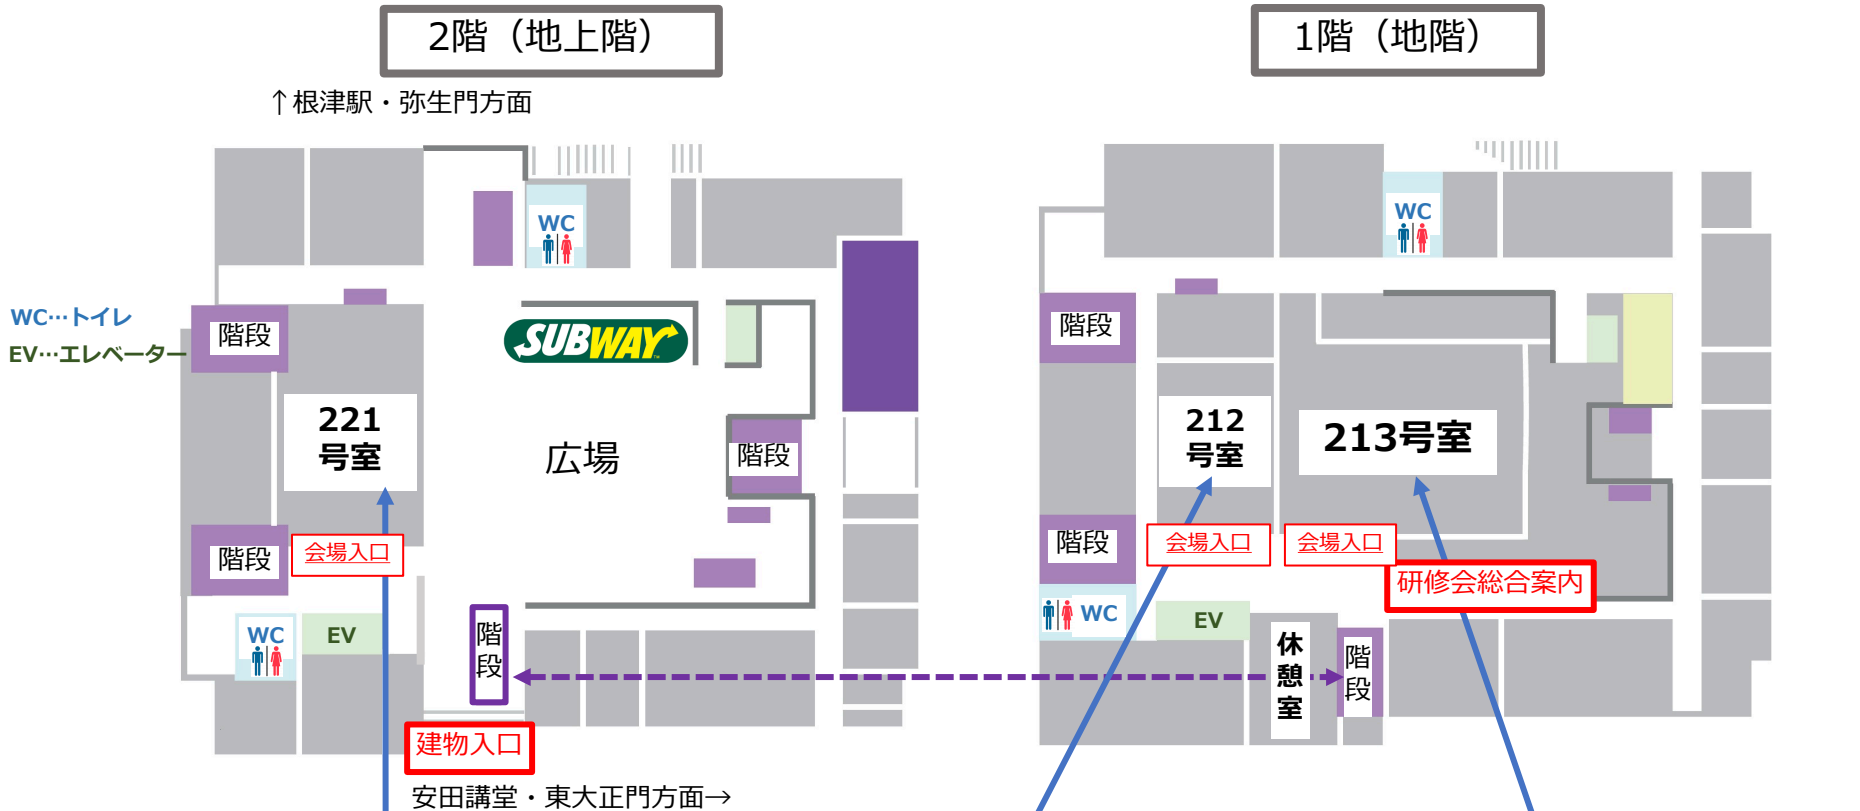 2階（地上階）
1階（地階）
↑根津駅・弥生門方面
WC…トイレ
EV…エレベーター
WC
階段
SUBWAY
221
号室
広場
階段
階段
会場入口
WC
EV
階段
建物入口
安田講堂・東大正門方面→
WC
階段
212
号室
213号室
階段
会場入口
会場入口
研修会総合案内
WC
EV
休憩室
階段